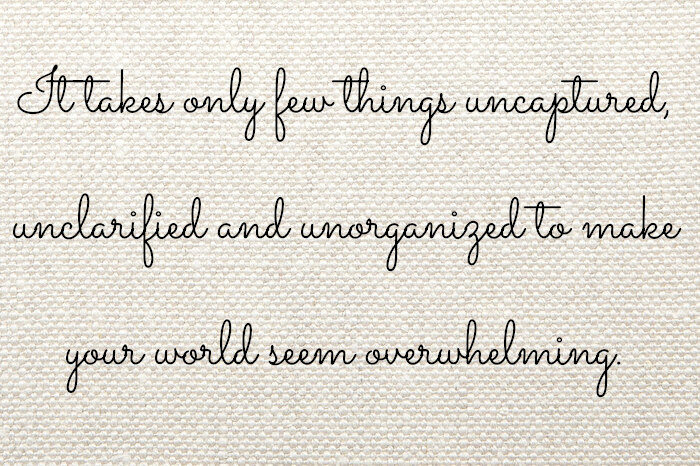 It takes only few things uncaptured,
unclarified and unorganized to make
your world seem overwhelming.